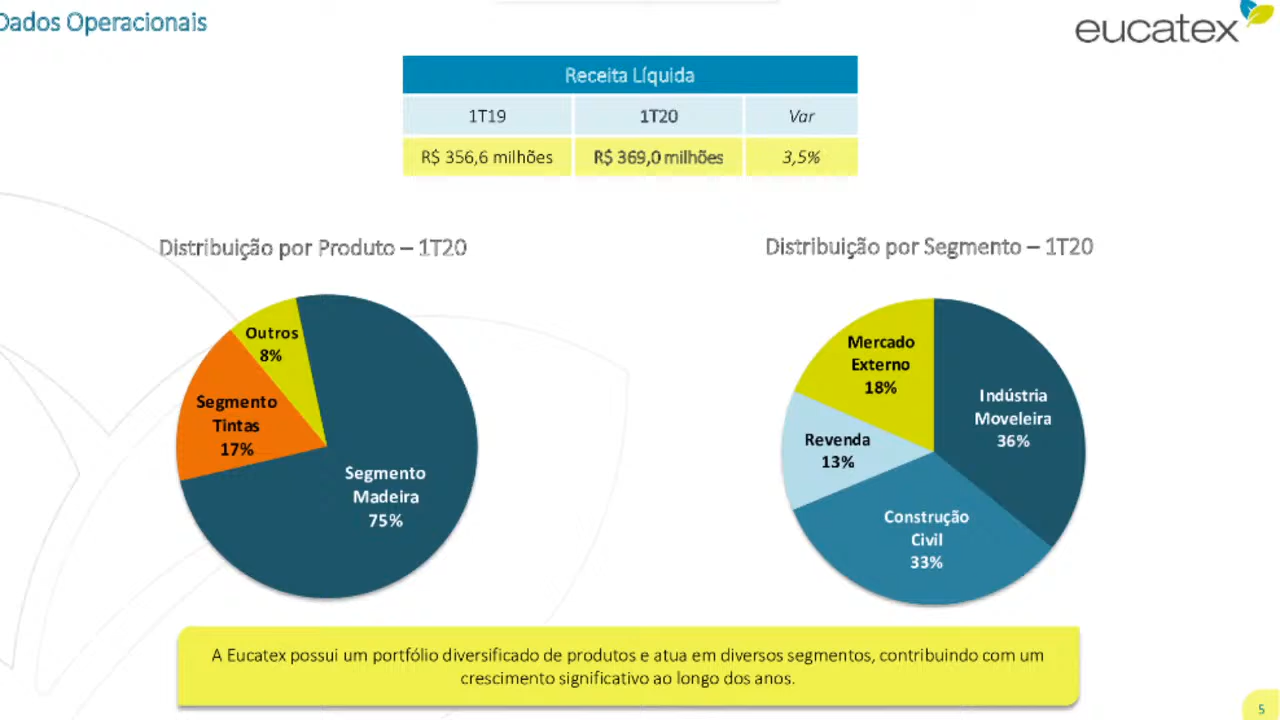 Dados Operacionais
eucatex
Receita Líquida
1T19 1T20 Var
R$ 356,6 milhões R$ 369,0 milhões 3,5%
Distribuição por Produto – 1T20
Outros
8%
Segmento
Tintas
17%
Segmento
Madeira
75%
Distribuição por Segmento – 1T20
Mercado
Externo
18%
Indústria
Moveleira
36%
Revenda
13%
Construção
Civil
33%
A Eucatex possui um portfólio diversificado de produtos e atua em diversos segmentos, contribuindo com um
crescimento significativo ao longo dos anos.
5